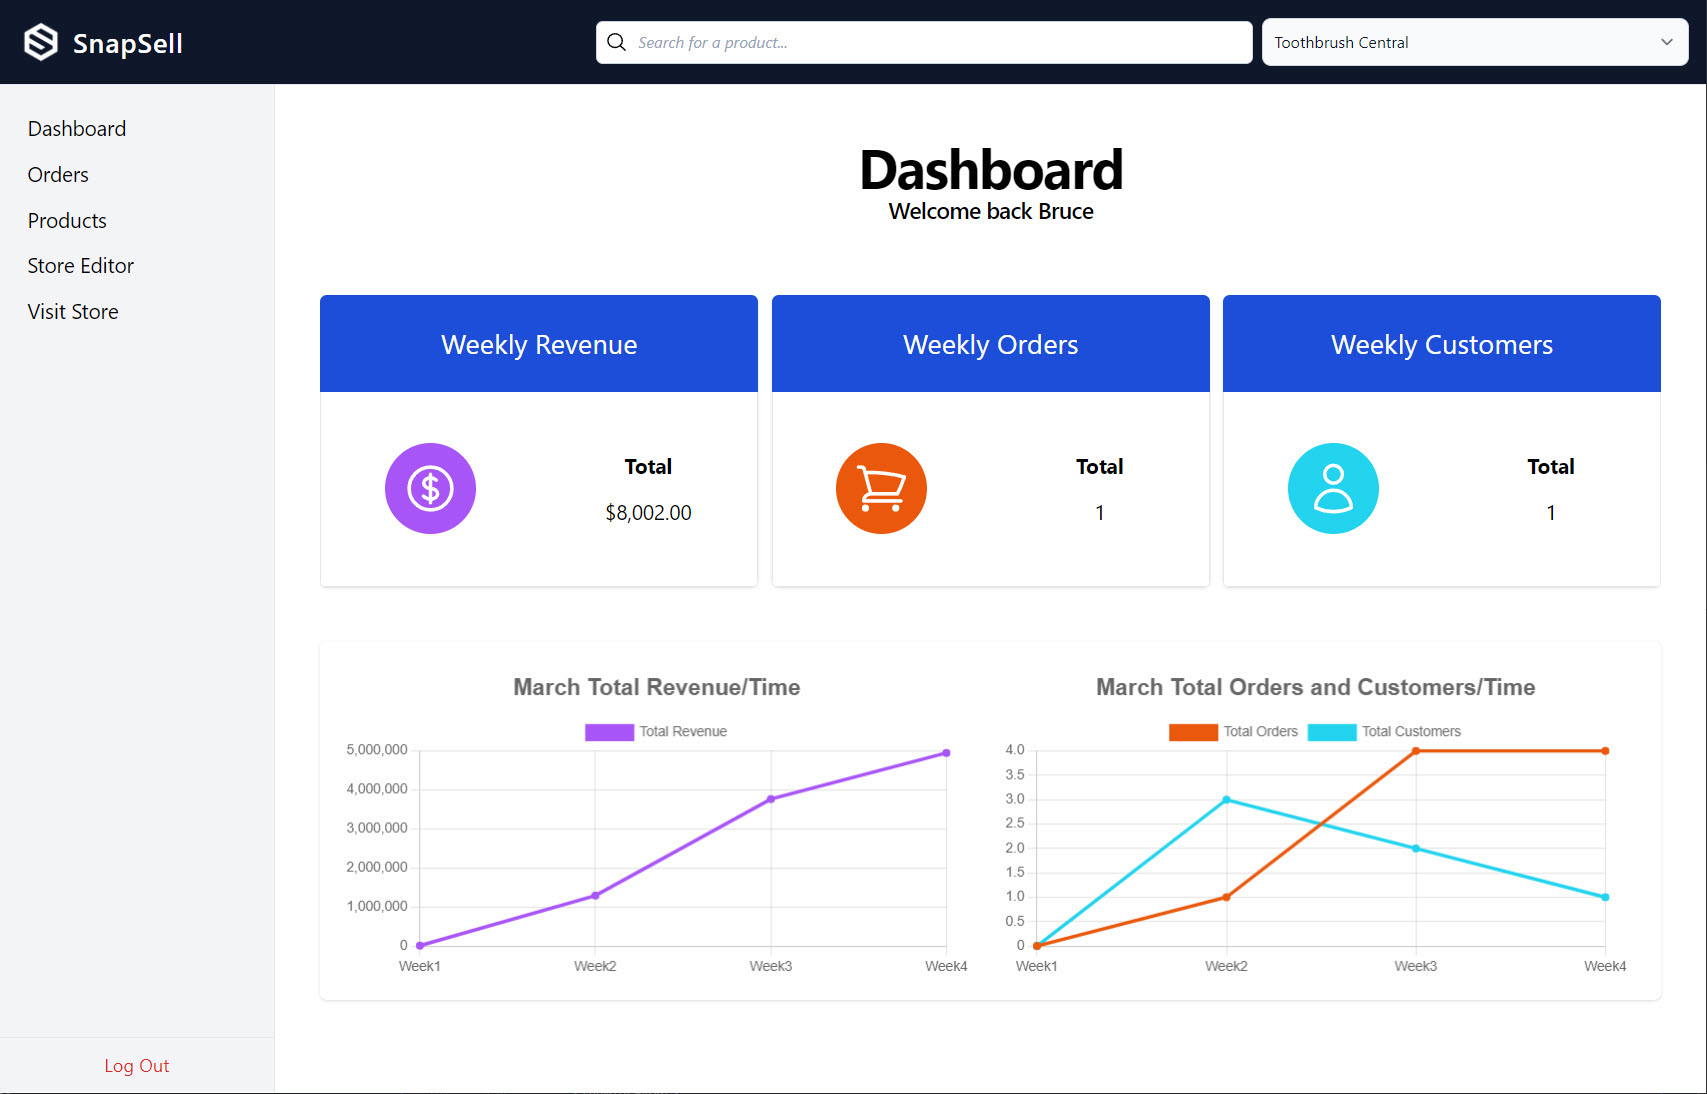 SnapSell
Search for a product...
Toothbrush Central
Dashboard
Orders
Products
Store Editor
Visit Store
Log Out
Dashboard
Welcome back Bruce
Weekly Revenue
Total
$8,002.00
Weekly Orders
Total
1
Weekly Customers
Total
1
March Total Revenue/Time
Total Revenue
5,000,000
4,000,000
3,000,000
2,000,000
1,000,000
0
Week1 Week2 Week3 Week4
March Total Orders and Customers/Time
Total Orders Total Customers
4.0
3.5
3.0
2.5
2.0
1.5
1.0
0.5
0
Week1 Week2 Week3 Week4